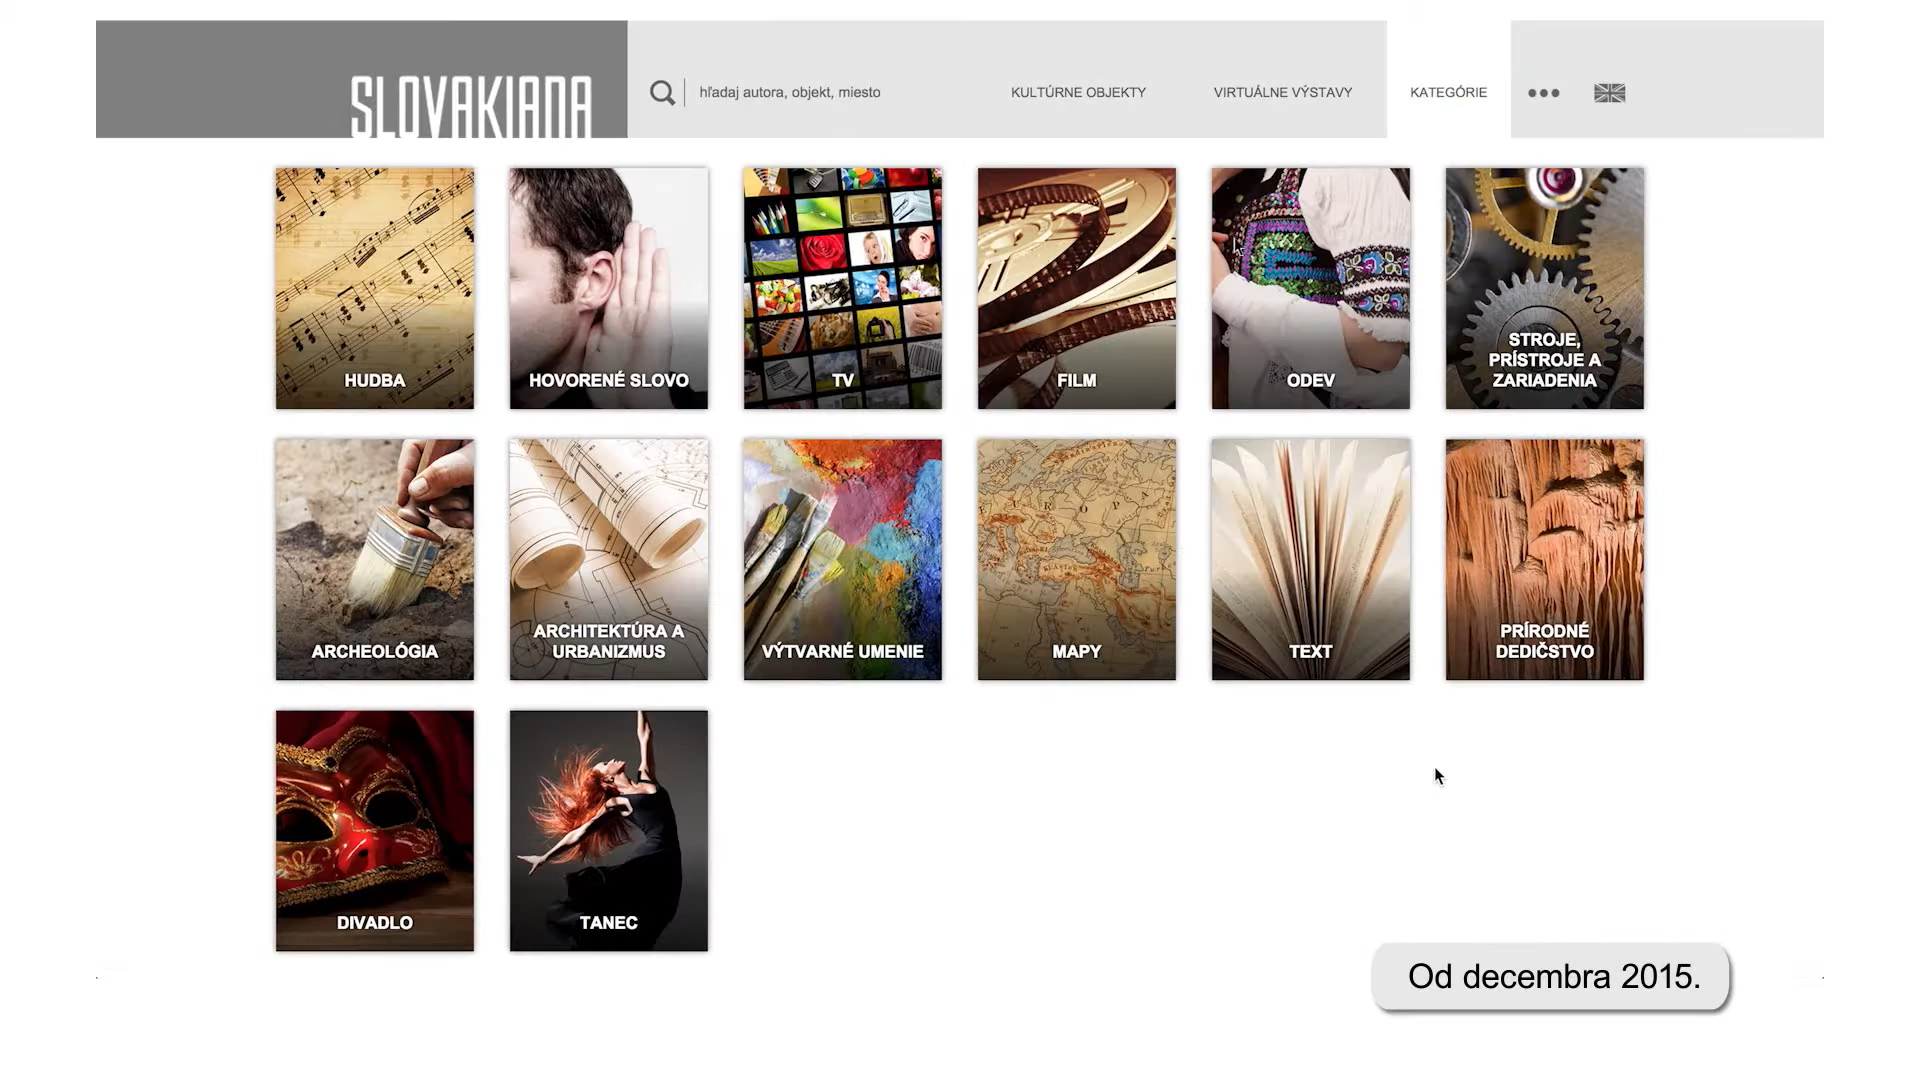 SLOVAKIANA
hľadaj autora, objekt, miesto
KULTÚRNE OBJEKTY
VIRTUÁLNE VÝSTAVY
KATEGÓRIE
HUDBA
HOVORENÉ SLOVO
TV
FILM
ODEV
STROJE,
PRÍSTROJE A
ZARIADENIA
ARCHEOLÓGIA
ARCHITEKTÚRA A
URBANIZMUS
VÝTVARNÉ UMENIE
MAPY
TEXT
PRÍRODNÉ
DEDIČSTVO
DIVADLO
TANEC
Od decembra 2015.